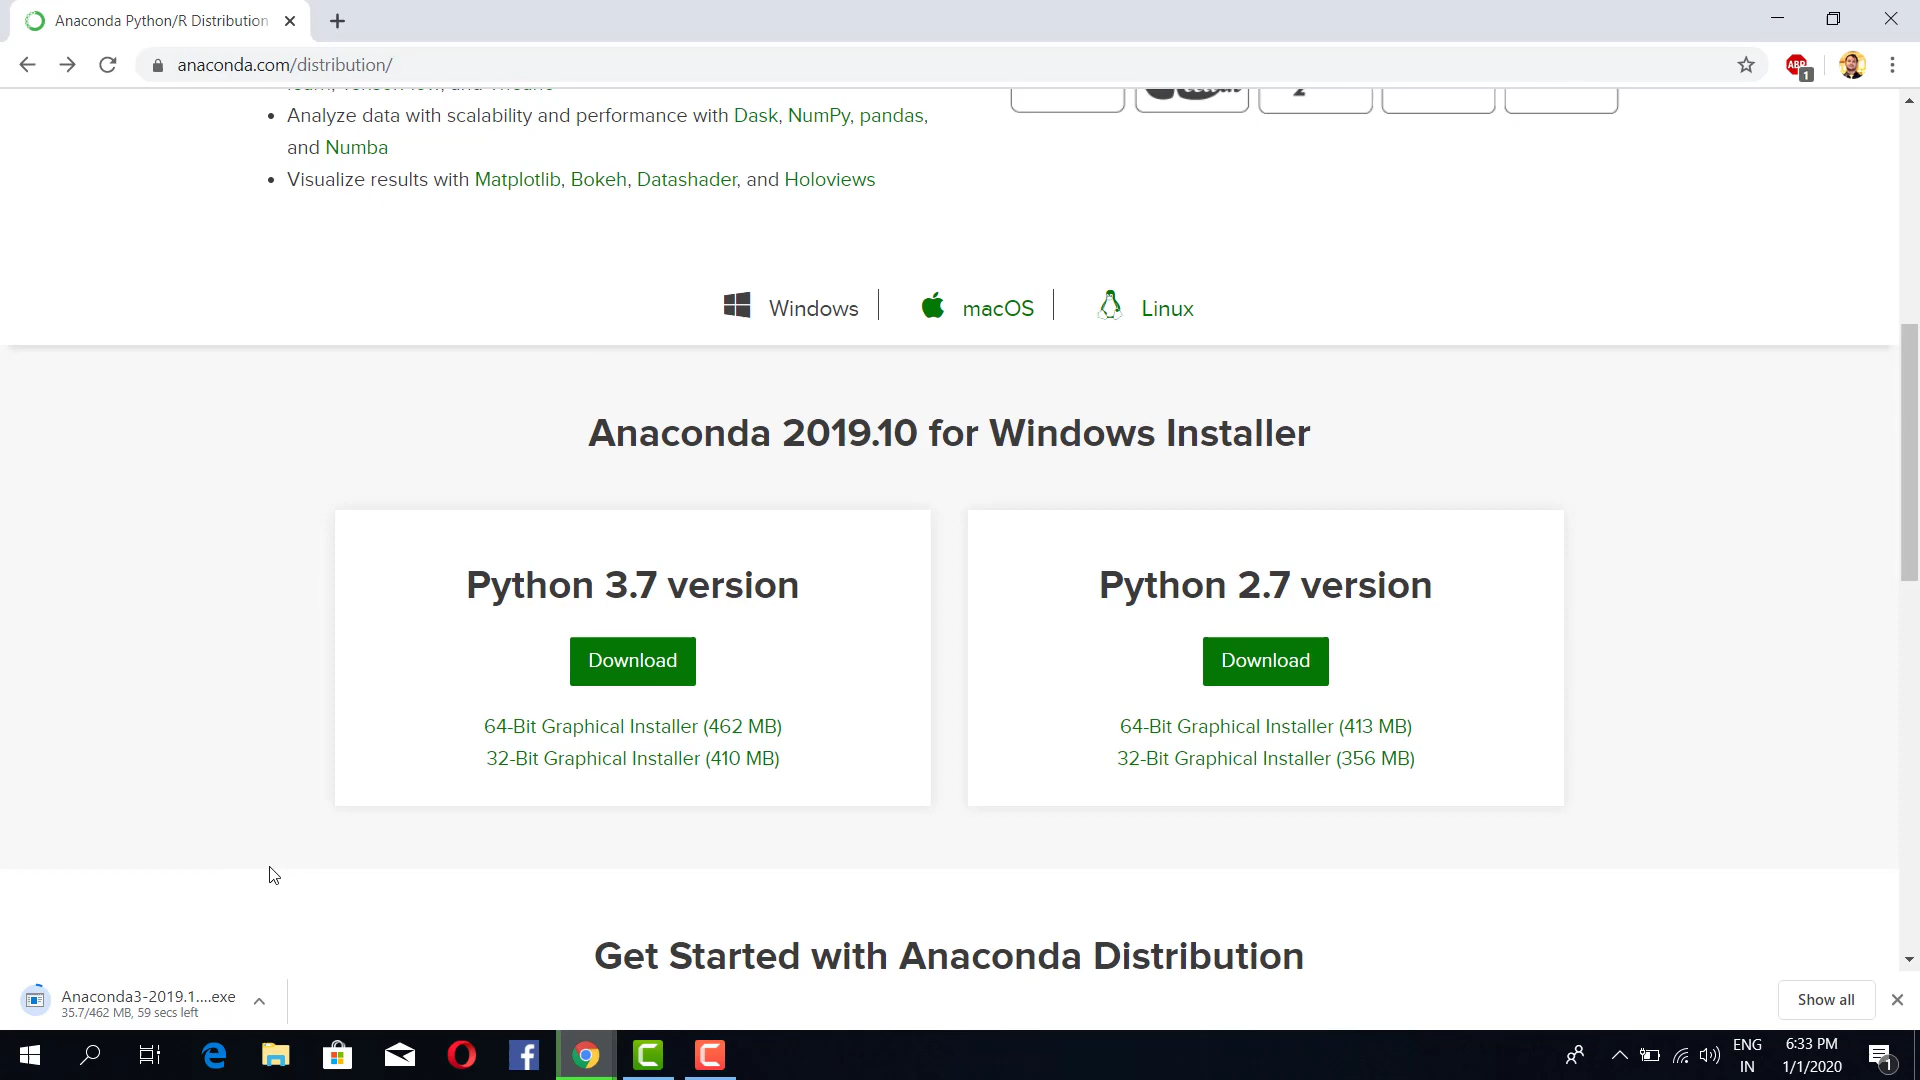 Anaconda Python/R Distribution
anaconda.com/distribution/
ABP
1
Analyze data with scalability and performance with Dask, NumPy, pandas,
and Numba
Visualize results with Matplotlib, Bokeh, Datashader, and Holoviews
Windows
macOS
Linux
Anaconda 2019.10 for Windows Installer
Python 3.7 version
Download
64-Bit Graphical Installer (462 MB)
32-Bit Graphical Installer (410 MB)
Python 2.7 version
Download
64-Bit Graphical Installer (413 MB)
32-Bit Graphical Installer (356 MB)
Get Started with Anaconda Distribution
Anaconda3-2019.1....exe
35.7/462 MB, 59 secs left
Show all
ENG
IN
6:33 PM
1/1/2020
1